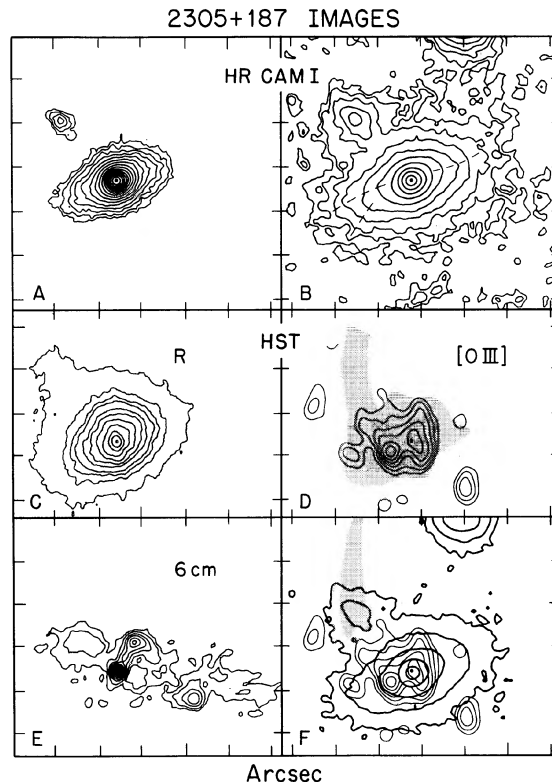 2305+187 IMAGES
HR CAM I
A
B
HST
R
[O III]
C
D
6 cm
E
F
Arcsec